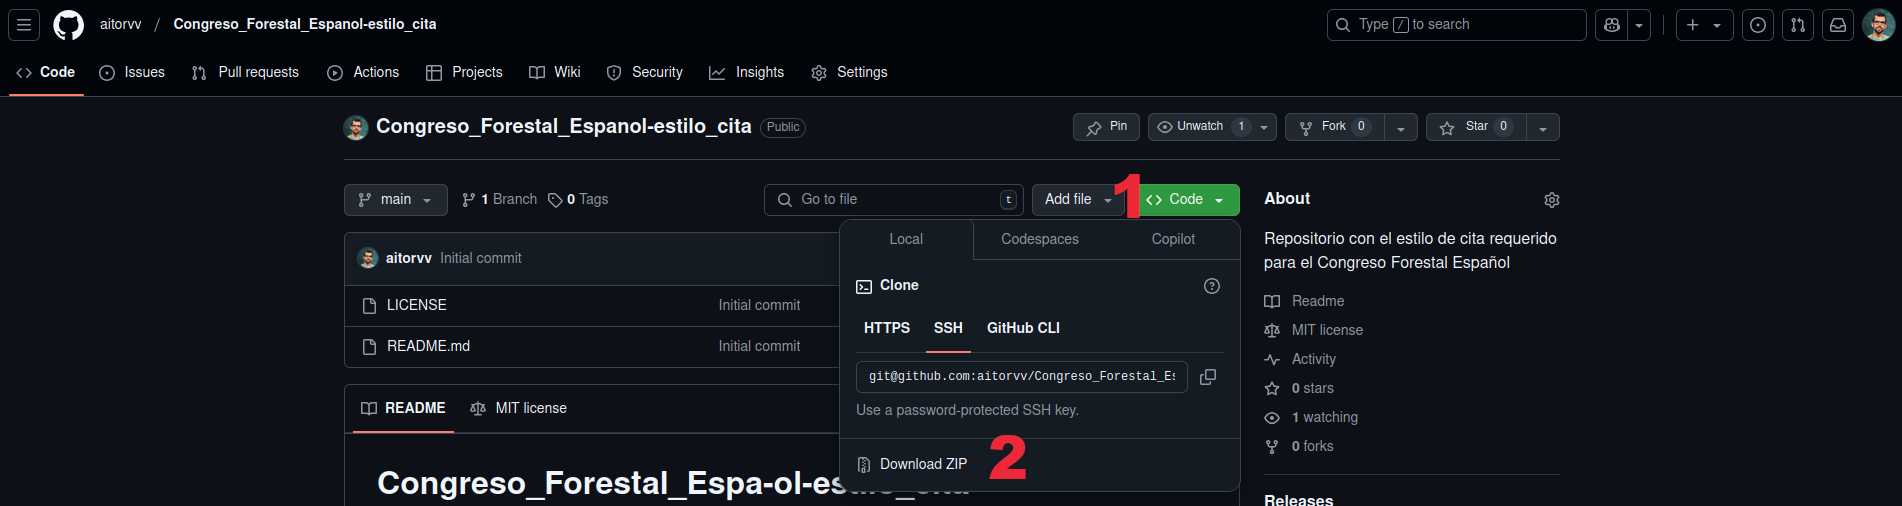 aitorvv / Congreso_Forestal_Espanol-estilo_cita
Type / to search
Code Issues Pull requests Actions Projects Wiki Security Insights Settings
Congreso_Forestal_Espanol-estilo_cita Public
Pin Unwatch 1 Fork 0 Star 0
main 1 Branch 0 Tags
Go to file t Add file 1 <> Code
Local Codespaces Copilot
aitorvv Initial commit
Clone
LICENSE Initial commit
HTTPS SSH GitHub CLI
README.md Initial commit
git@github.com:aitorvv/Congreso_Forestal_Es
Use a password-protected SSH key.
README MIT license
Download ZIP 2
Congreso_Forestal_Espa-ol-estilo_cita
About
Repositorio con el estilo de cita requerido
para el Congreso Forestal Español
Readme
MIT license
Activity
0 stars
1 watching
0 forks
Releases